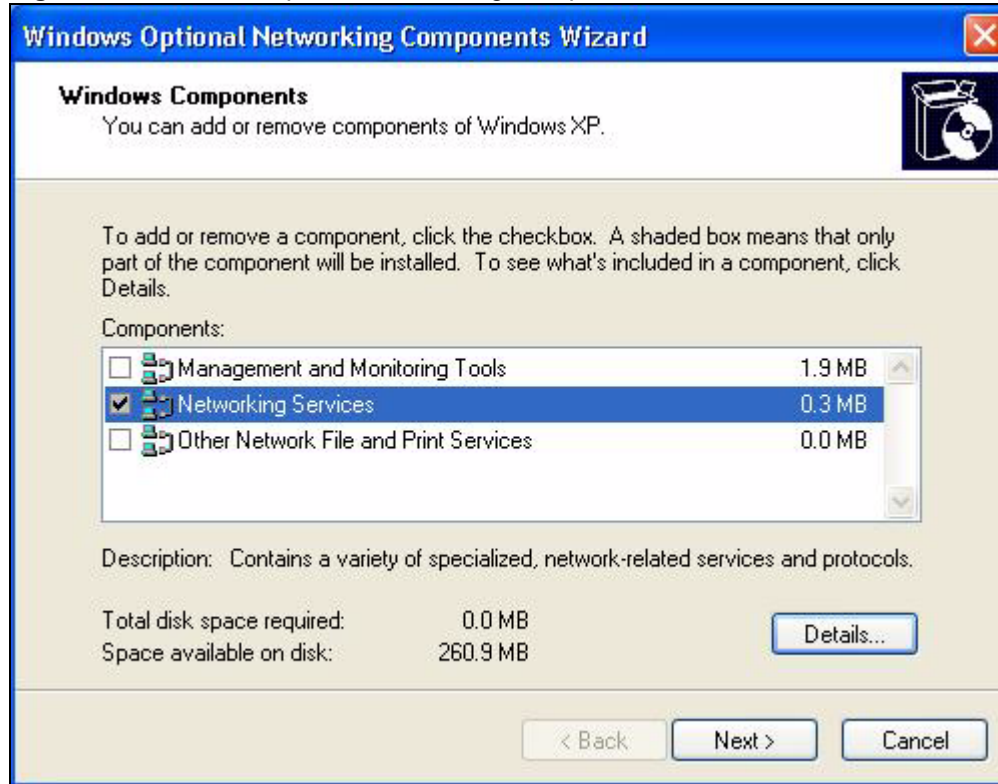 Windows Optional Networking Components Wizard
Windows Components
You can add or remove components of Windows XP.
To add or remove a component, click the checkbox. A shaded box means that only
part of the component will be installed. To see what's included in a component, click
Details.
Components:
Management and Monitoring Tools 1.9 MB
Networking Services 0.3 MB
Other Network File and Print Services 0.0 MB
Description: Contains a variety of specialized, network-related services and protocols.
Total disk space required: 0.0 MB
Space available on disk: 260.9 MB
Details...
< Back Next > Cancel